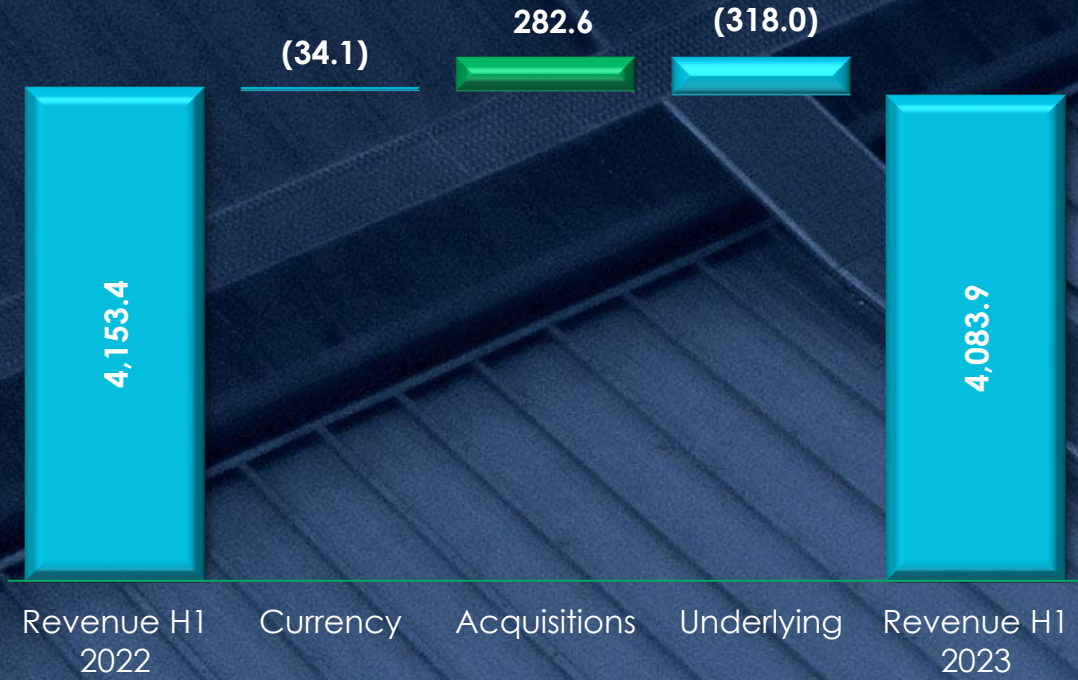 282.6
(318.0)
(34.1)
4,153.4
4,083.9
Revenue H1
2022
Currency
Acquisitions
Underlying
Revenue H1
2023